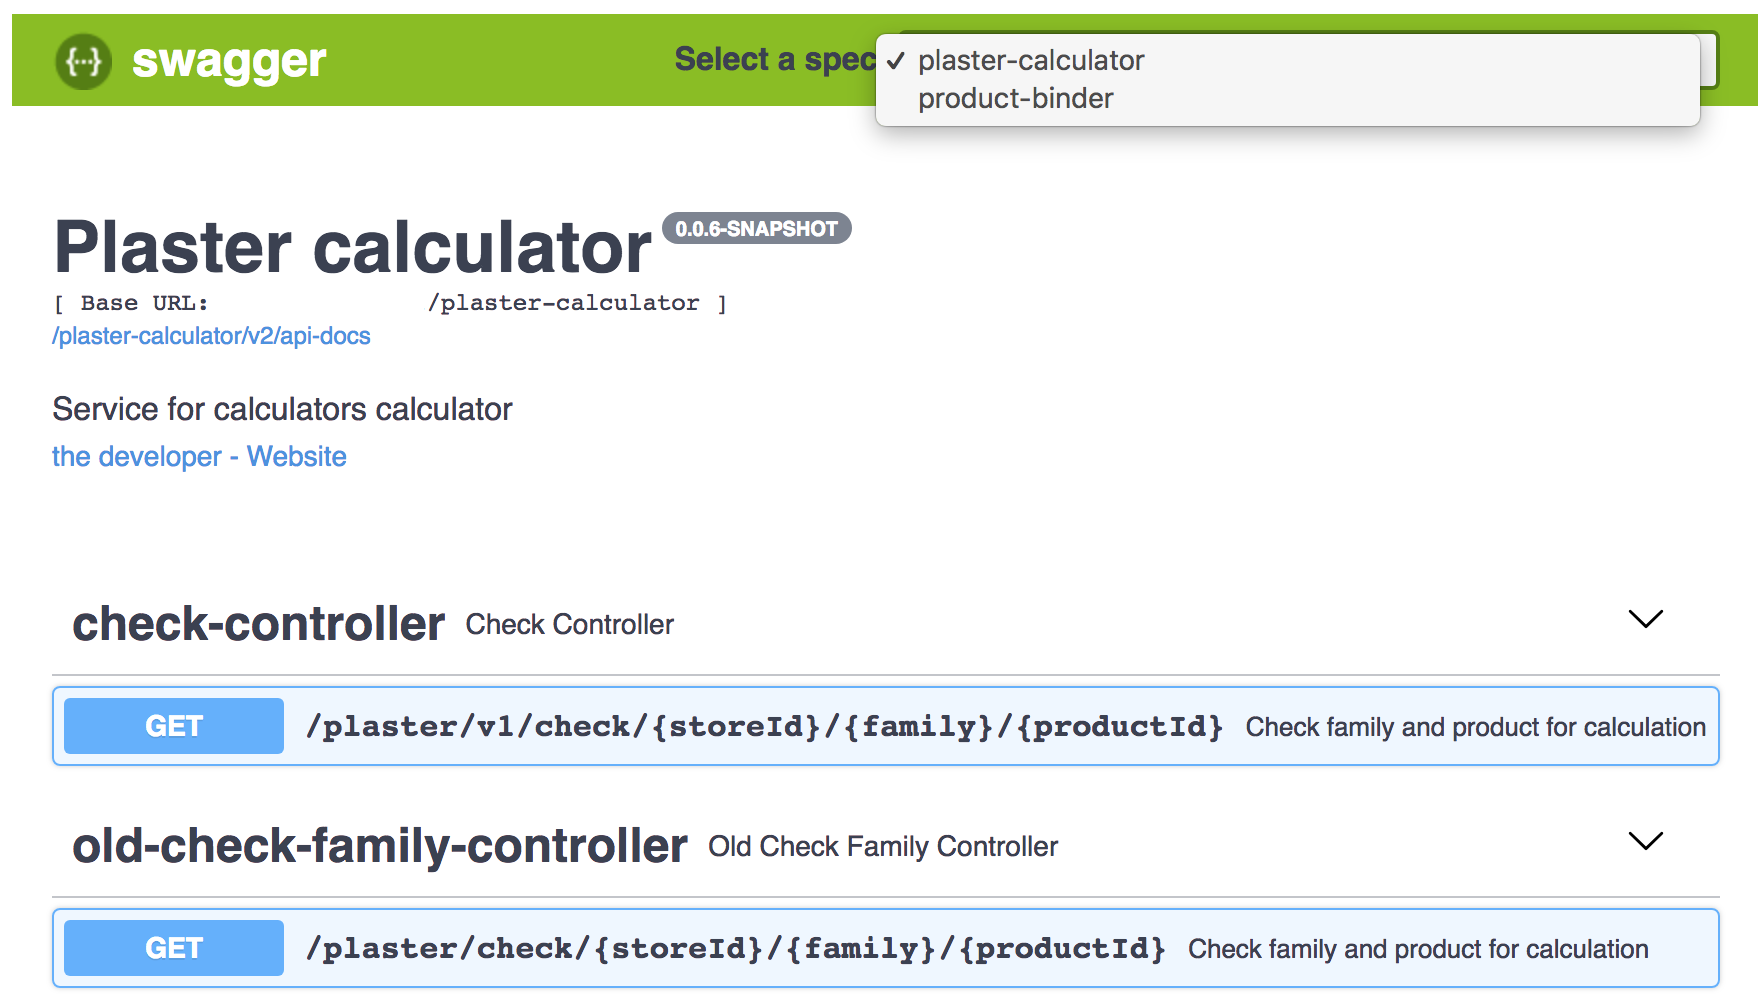 {···} swagger
Select a spec
✓ plaster-calculator
product-binder
Plaster calculator 0.0.6-SNAPSHOT
[ Base URL: /plaster-calculator ]
/plaster-calculator/v2/api-docs
Service for calculators calculator
the developer - Website
check-controller Check Controller
GET /plaster/v1/check/{storeId}/{family}/{productId} Check family and product for calculation
old-check-family-controller Old Check Family Controller
GET /plaster/check/{storeId}/{family}/{productId} Check family and product for calculation